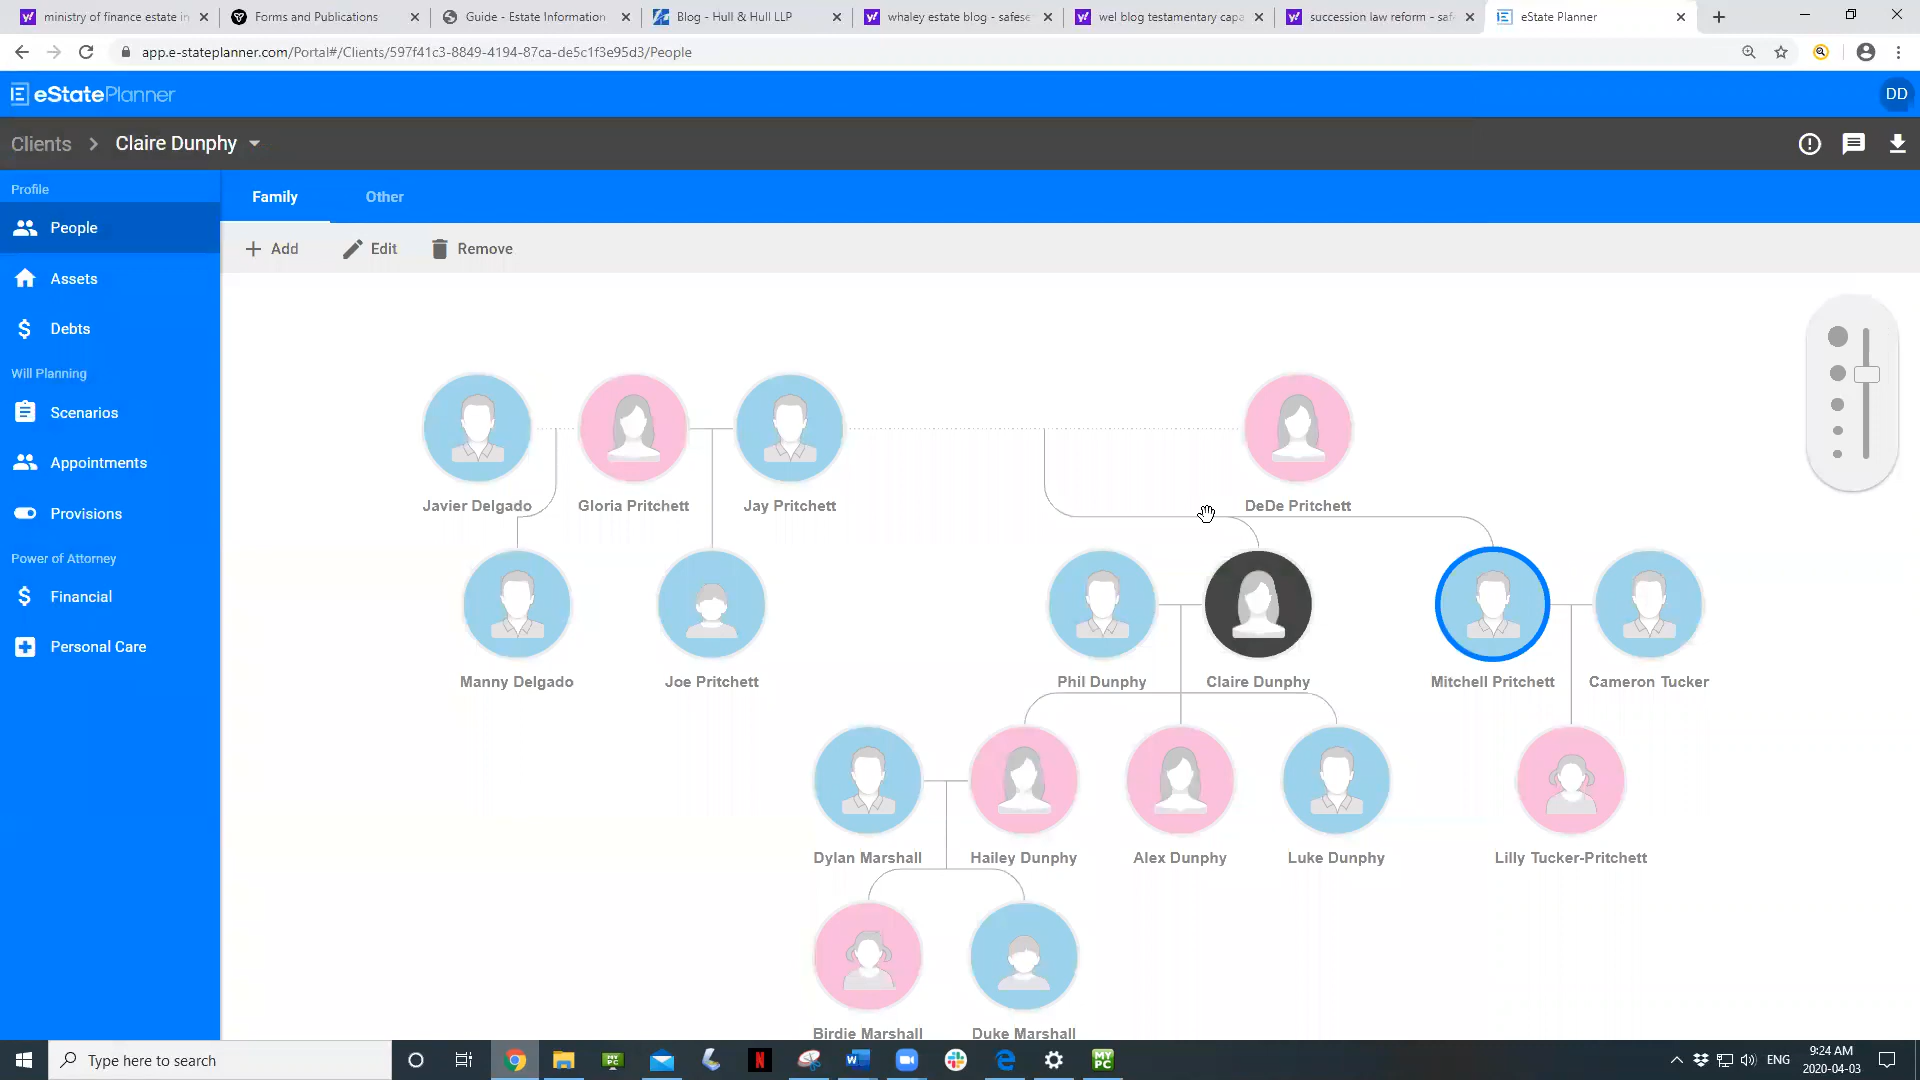 ministry of finance estate in
Forms and Publications
Guide - Estate Information
Blog - Hull & Hull LLP
whaley estate blog - safese
wel blog testamentary capa
succession law reform - saf
eState Planner
app.e-stateplanner.com/Portal#/Clients/597f41c3-8849-4194-87ca-de5c1f3e95d3/People
eStatePlanner
DD
Clients
Claire Dunphy
Profile
People
Assets
Debts
Will Planning
Scenarios
Appointments
Provisions
Power of Attorney
Financial
Personal Care
Family
Other
Add
Edit
Remove
Javier Delgado
Gloria Pritchett
Jay Pritchett
DeDe Pritchett
Manny Delgado
Joe Pritchett
Phil Dunphy
Claire Dunphy
Mitchell Pritchett
Cameron Tucker
Dylan Marshall
Hailey Dunphy
Alex Dunphy
Luke Dunphy
Lilly Tucker-Pritchett
Birdie Marshall
Duke Marshall
Type here to search
ENG
9:24 AM
2020-04-03